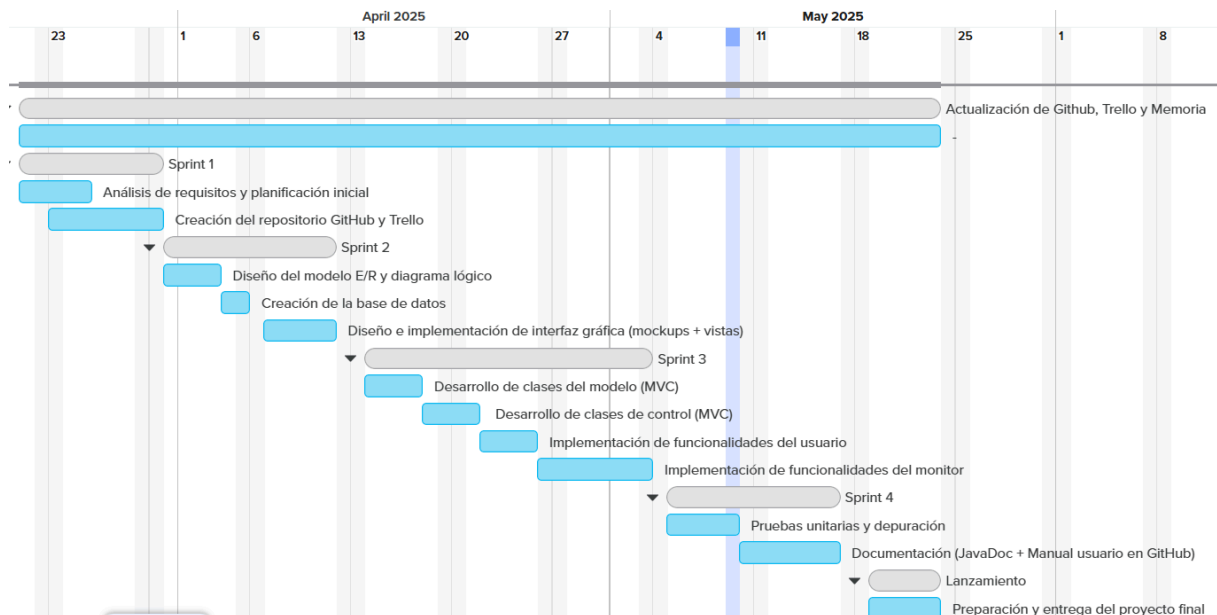 April 2025
May 2025
23
1
6
13
20
27
4
11
18
25
1
8
Actualización de Github, Trello y Memoria
-
Sprint 1
Análisis de requisitos y planificación inicial
Creación del repositorio GitHub y Trello
Sprint 2
Diseño del modelo E/R y diagrama lógico
Creación de la base de datos
Diseño e implementación de interfaz gráfica (mockups + vistas)
Sprint 3
Desarrollo de clases del modelo (MVC)
Desarrollo de clases de control (MVC)
Implementación de funcionalidades del usuario
Implementación de funcionalidades del monitor
Sprint 4
Pruebas unitarias y depuración
Documentación (JavaDoc + Manual usuario en GitHub)
Lanzamiento
Preparación y entrega del proyecto final